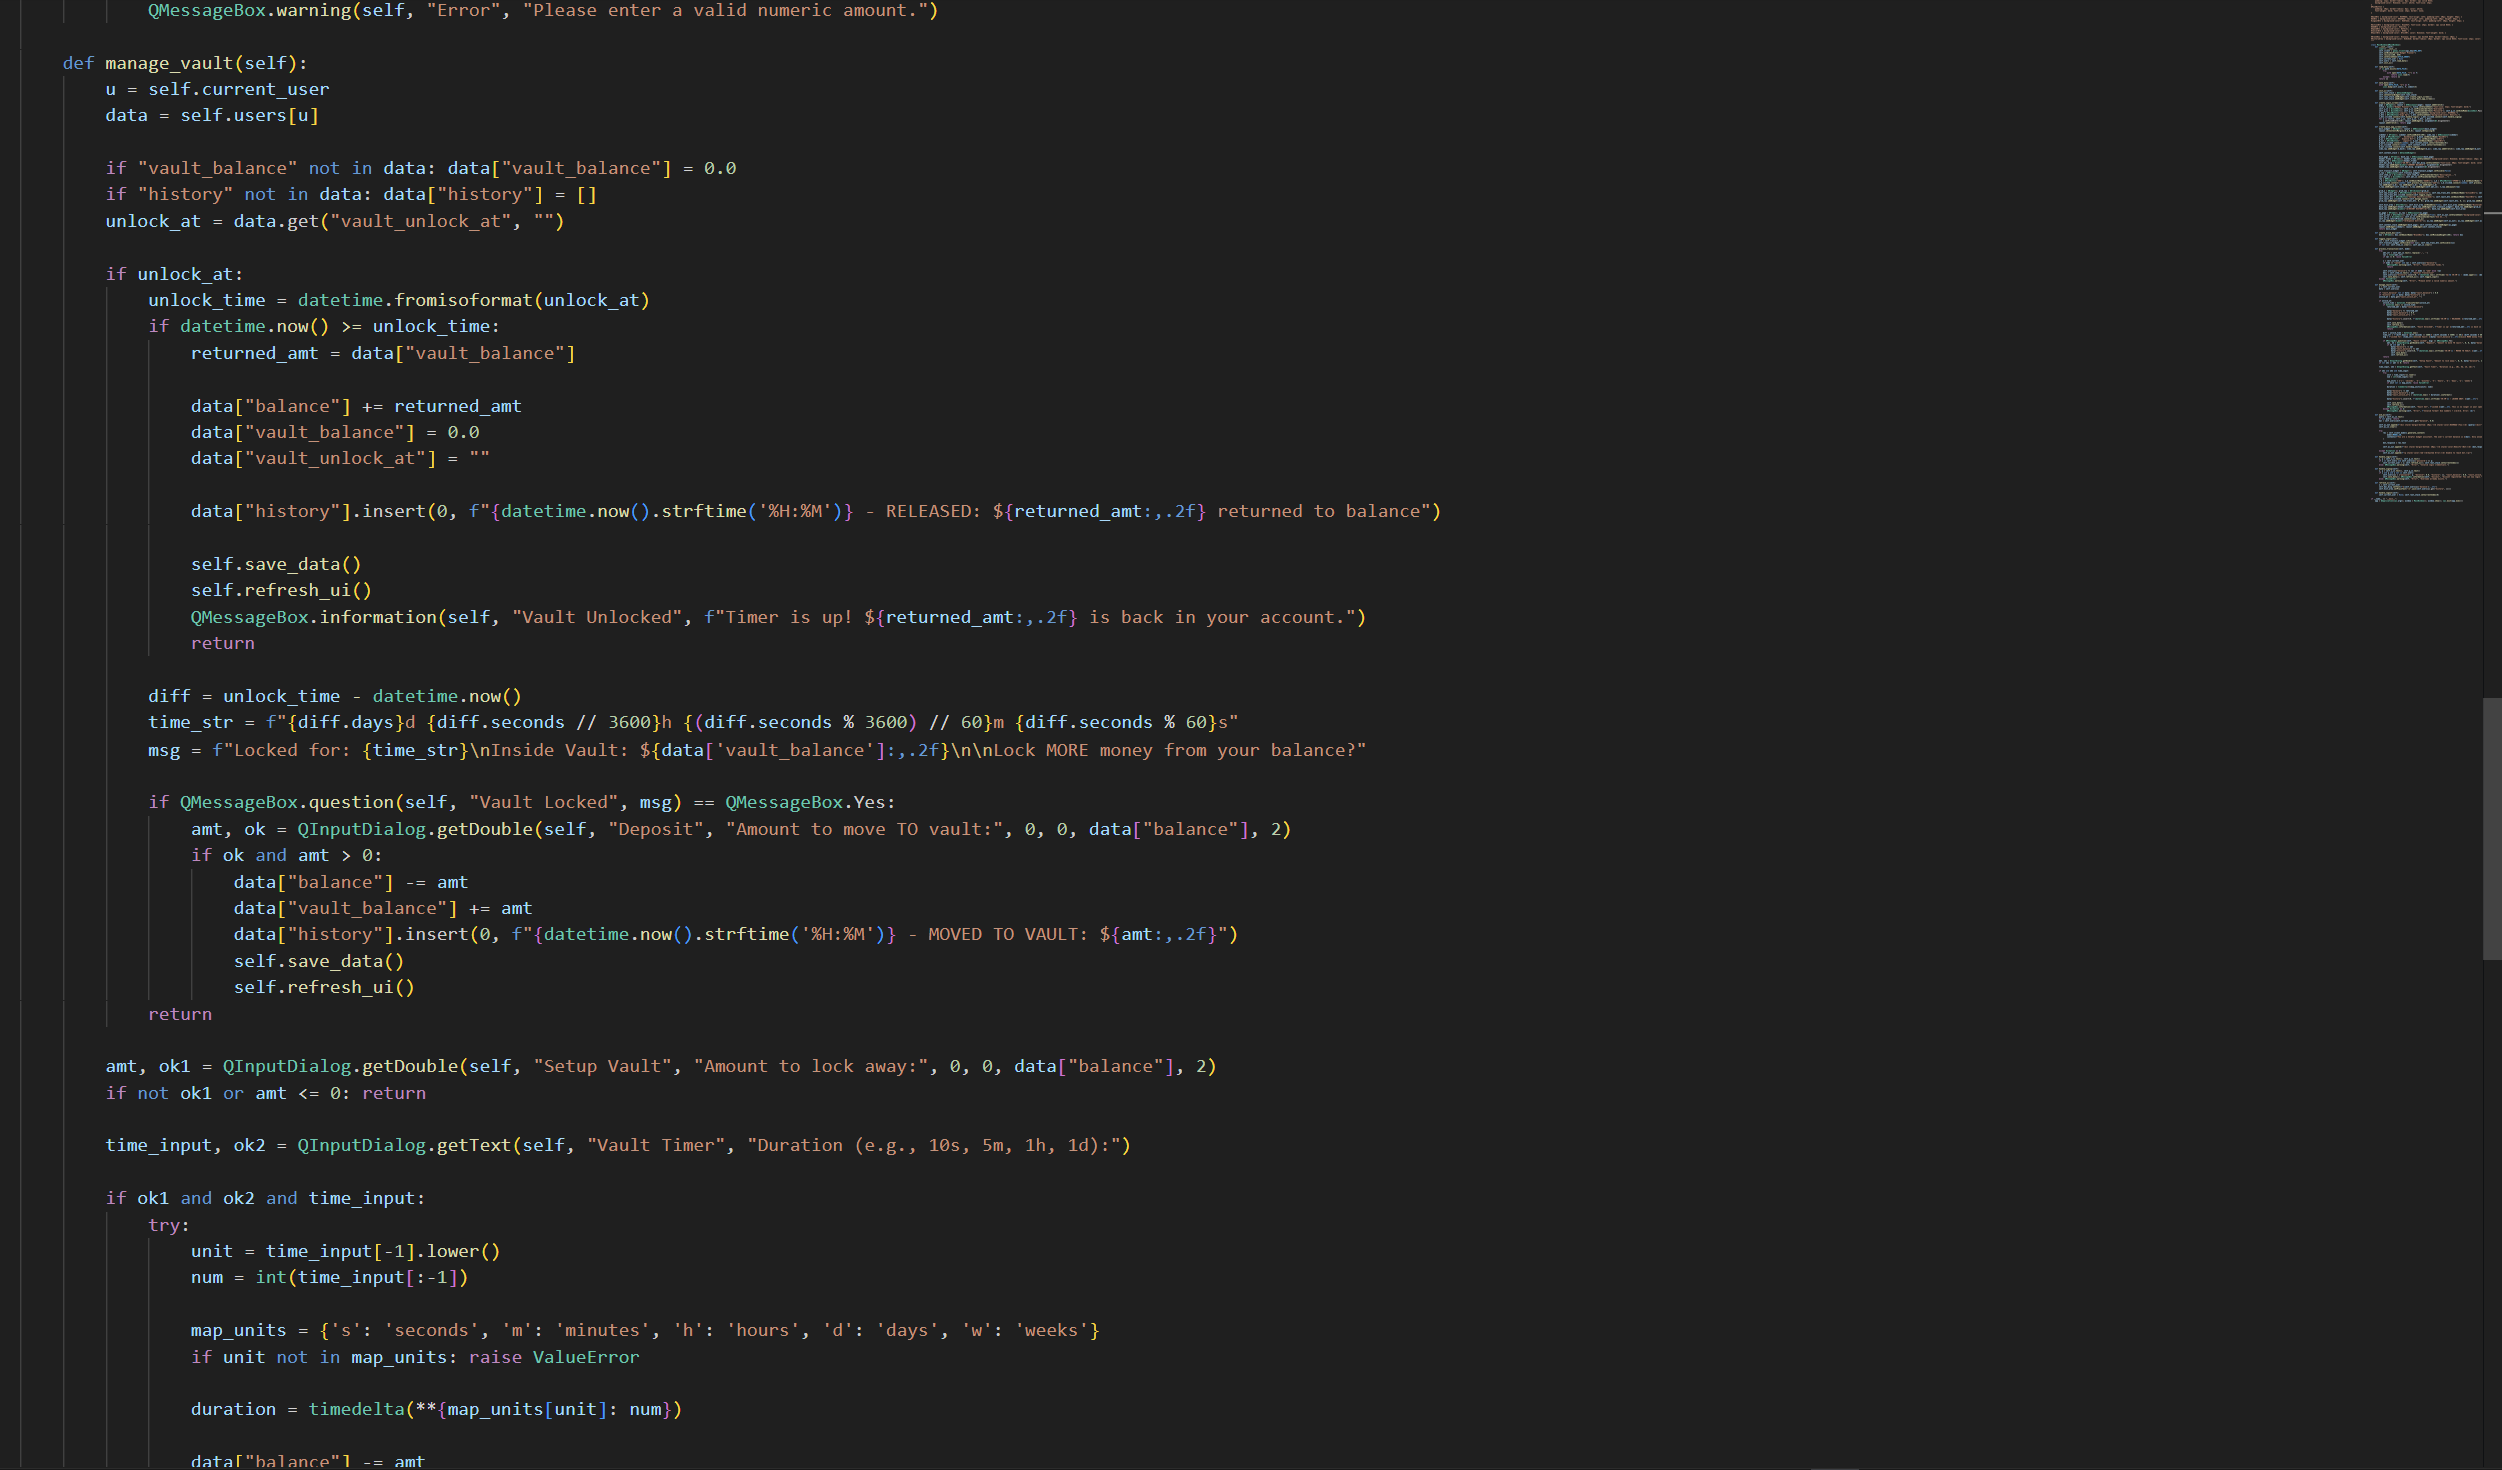 QMessageBox.warning(self, "Error", "Please enter a valid numeric amount.")
def manage_vault(self):
u = self.current_user
data = self.users[u]
if "vault_balance" not in data: data["vault_balance"] = 0.0
if "history" not in data: data["history"] = []
unlock_at = data.get("vault_unlock_at", "")
if unlock_at:
unlock_time = datetime.fromisoformat(unlock_at)
if datetime.now() >= unlock_time:
returned_amt = data["vault_balance"]
data["balance"] += returned_amt
data["vault_balance"] = 0.0
data["vault_unlock_at"] = ""
data["history"].insert(0, f"{datetime.now().strftime('%H:%M')} - RELEASED: ${returned_amt:,.2f} returned to balance")
self.save_data()
self.refresh_ui()
QMessageBox.information(self, "Vault Unlocked", f"Timer is up! ${returned_amt:,.2f} is back in your account.")
return
diff = unlock_time - datetime.now()
time_str = f"{diff.days}d {diff.seconds // 3600}h {(diff.seconds % 3600) // 60}m {diff.seconds % 60}s"
msg = f"Locked for: {time_str}\nInside Vault: ${data['vault_balance']:,.2f}\n\nLock MORE money from your balance?"
if QMessageBox.question(self, "Vault Locked", msg) == QMessageBox.Yes:
amt, ok = QInputDialog.getDouble(self, "Deposit", "Amount to move TO vault:", 0, 0, data["balance"], 2)
if ok and amt > 0:
data["balance"] -= amt
data["vault_balance"] += amt
data["history"].insert(0, f"{datetime.now().strftime('%H:%M')} - MOVED TO VAULT: ${amt:,.2f}")
self.save_data()
self.refresh_ui()
return
amt, ok1 = QInputDialog.getDouble(self, "Setup Vault", "Amount to lock away:", 0, 0, data["balance"], 2)
if not ok1 or amt <= 0: return
time_input, ok2 = QInputDialog.getText(self, "Vault Timer", "Duration (e.g., 10s, 5m, 1h, 1d):")
if ok1 and ok2 and time_input:
try:
unit = time_input[-1].lower()
num = int(time_input[:-1])
map_units = {'s': 'seconds', 'm': 'minutes', 'h': 'hours', 'd': 'days', 'w': 'weeks'}
if unit not in map_units: raise ValueError
duration = timedelta(**{map_units[unit]: num})
data["balance"] -= amt